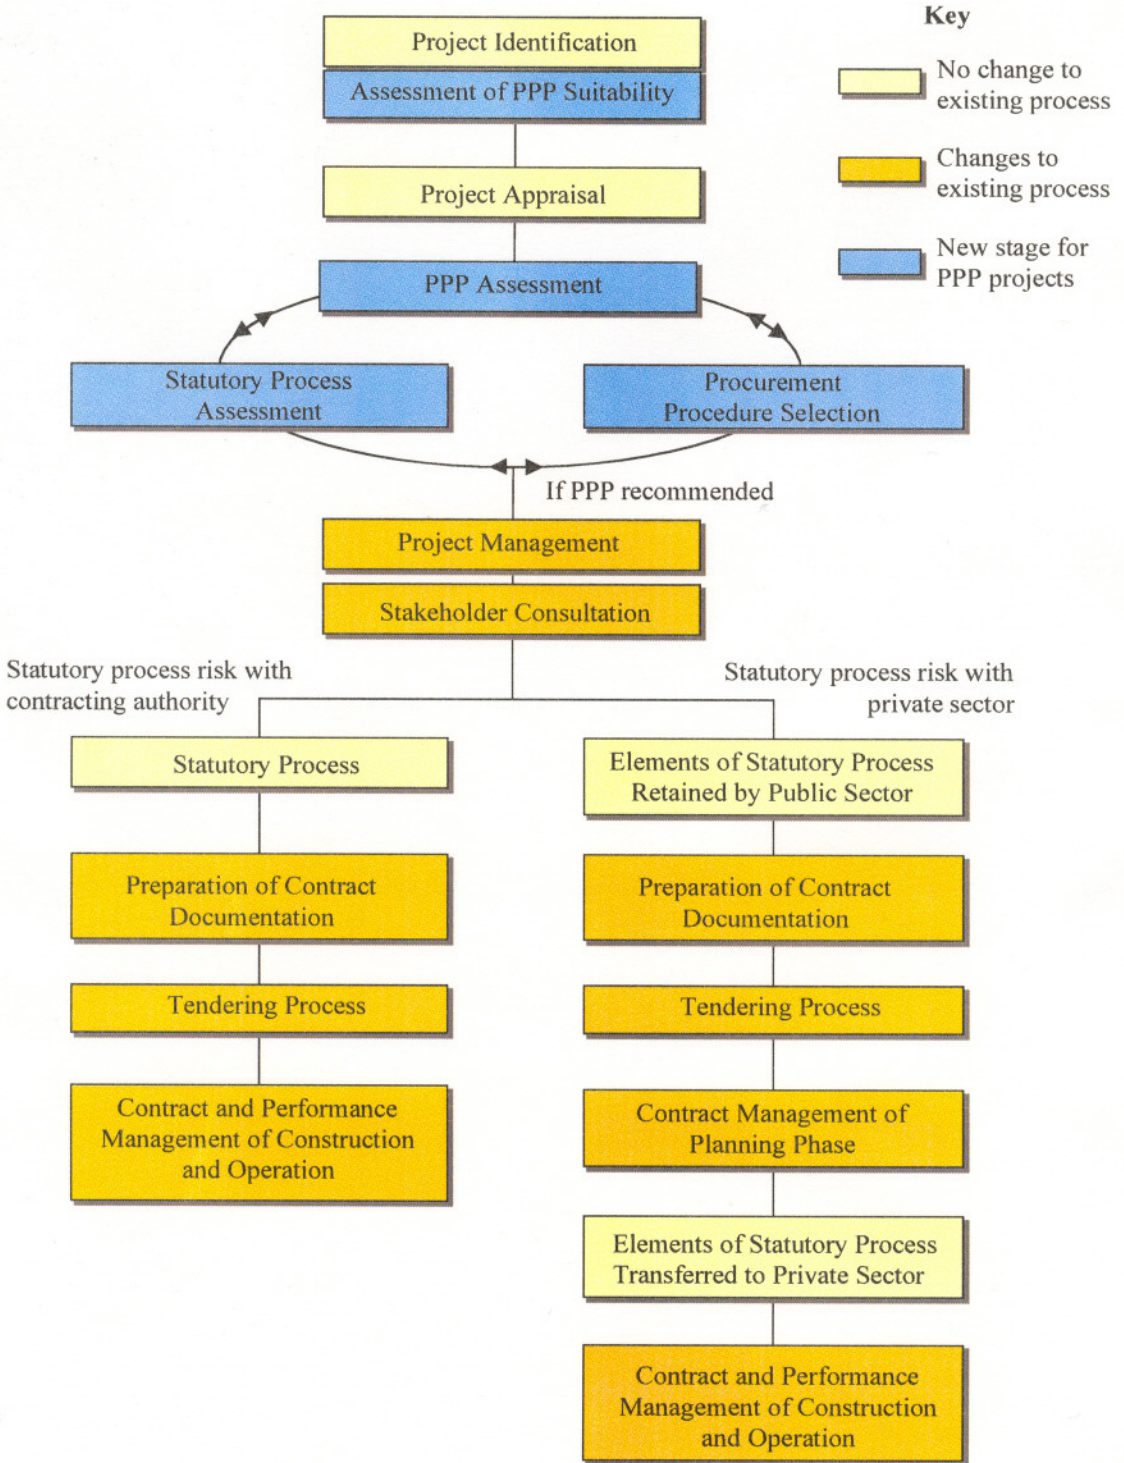 Key
Project Identification
Assessment of PPP Suitability
No change to
existing process
Changes to
existing process
New stage for
PPP projects
Project Appraisal
PPP Assessment
Statutory Process
Assessment
Procurement
Procedure Selection
If PPP recommended
Project Management
Stakeholder Consultation
Statutory process risk with
contracting authority
Statutory process risk with
private sector
Statutory Process
Preparation of Contract
Documentation
Tendering Process
Contract and Performance
Management of Construction
and Operation
Elements of Statutory Process
Retained by Public Sector
Preparation of Contract
Documentation
Tendering Process
Contract Management of
Planning Phase
Elements of Statutory Process
Transferred to Private Sector
Contract and Performance
Management of Construction
and Operation